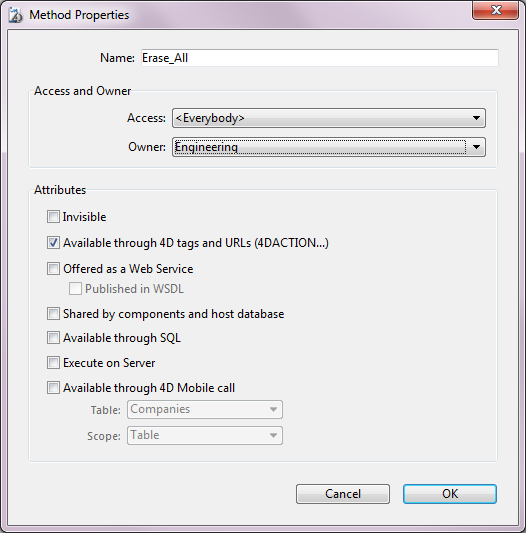 Method Properties
Name: Erase_All
Access and Owner
Access: <Everybody>
Owner: Engineering
Attributes
Invisible
Available through 4D tags and URLs (4DACTION...)
Offered as a Web Service
Published in WSDL
Shared by components and host database
Available through SQL
Execute on Server
Available through 4D Mobile call
Table: Companies
Scope: Table
Cancel OK